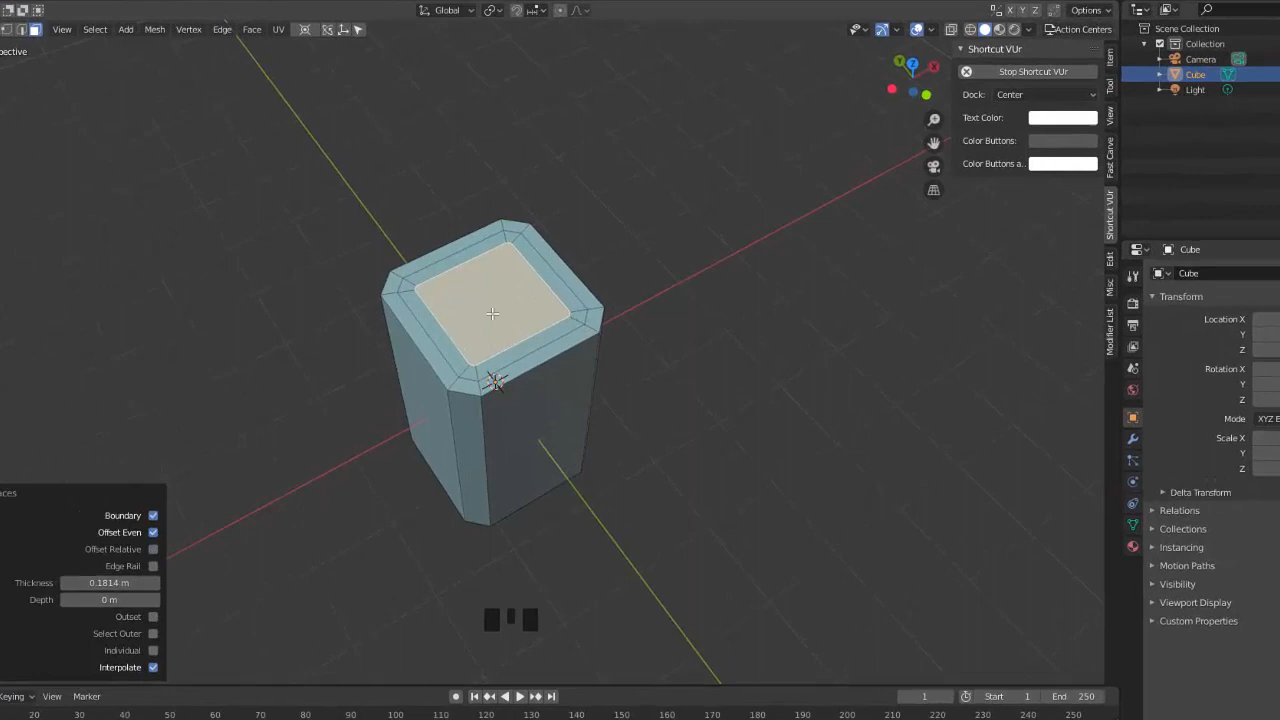 Global
Options
View Select Add Mesh Vertex Edge Face UV
Action Centers
spective
Shortcut VUr
Stop Shortcut VUr
Dock: Center
Text Color:
Color Buttons:
Color Buttons a..
Item
Tool
View
Fast Carve
Shortcut VUr
Edit
Misc
Modifier List
Scene Collection
Collection
Camera
Cube
Light
Cube
Cube
Transform
Location X
Y
Z
Rotation X
Y
Z
Mode XYZ E
Scale X
Y
Z
Delta Transform
Relations
Collections
Instancing
Motion Paths
Visibility
Viewport Display
Custom Properties
aces
Boundary
Offset Even
Offset Relative
Edge Rail
Thickness 0.1814 m
Depth 0 m
Outset
Select Outer
Individual
Interpolate
Keying View Marker
1 Start 1 End 250
20 30 40 50 60 70 80 90 100 110 120 130 140 150 160 170 180 190 200 210 220 230 240 250
X Y Z
Y Z X